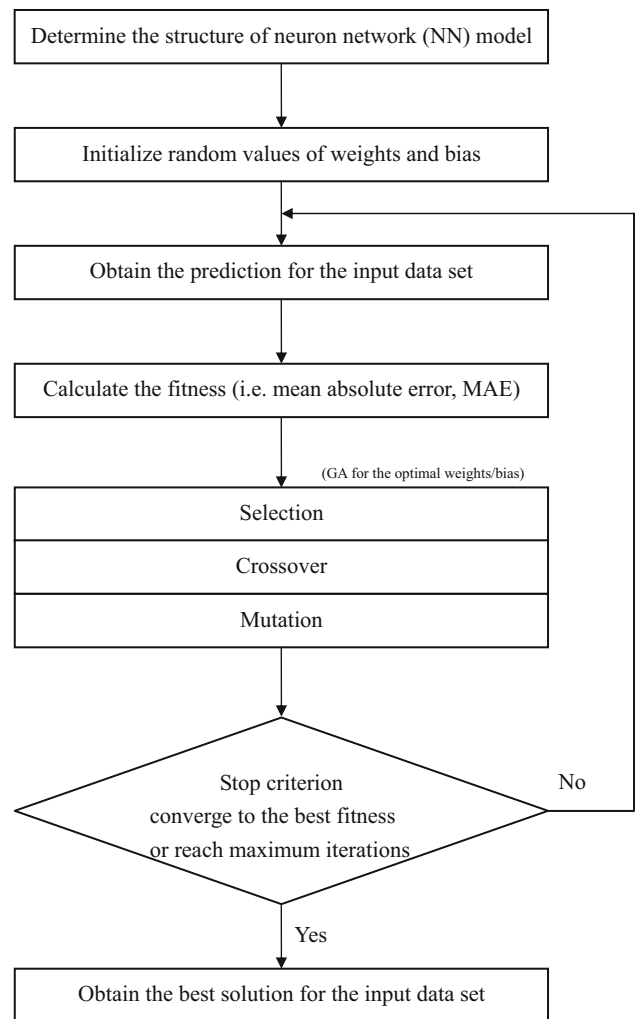 Determine the structure of neuron network (NN) model
Initialize random values of weights and bias
Obtain the prediction for the input data set
Calculate the fitness (i.e. mean absolute error, MAE)
(GA for the optimal weights/bias)
Selection
Crossover
Mutation
Stop criterion
converge to the best fitness
or reach maximum iterations
No
Yes
Obtain the best solution for the input data set